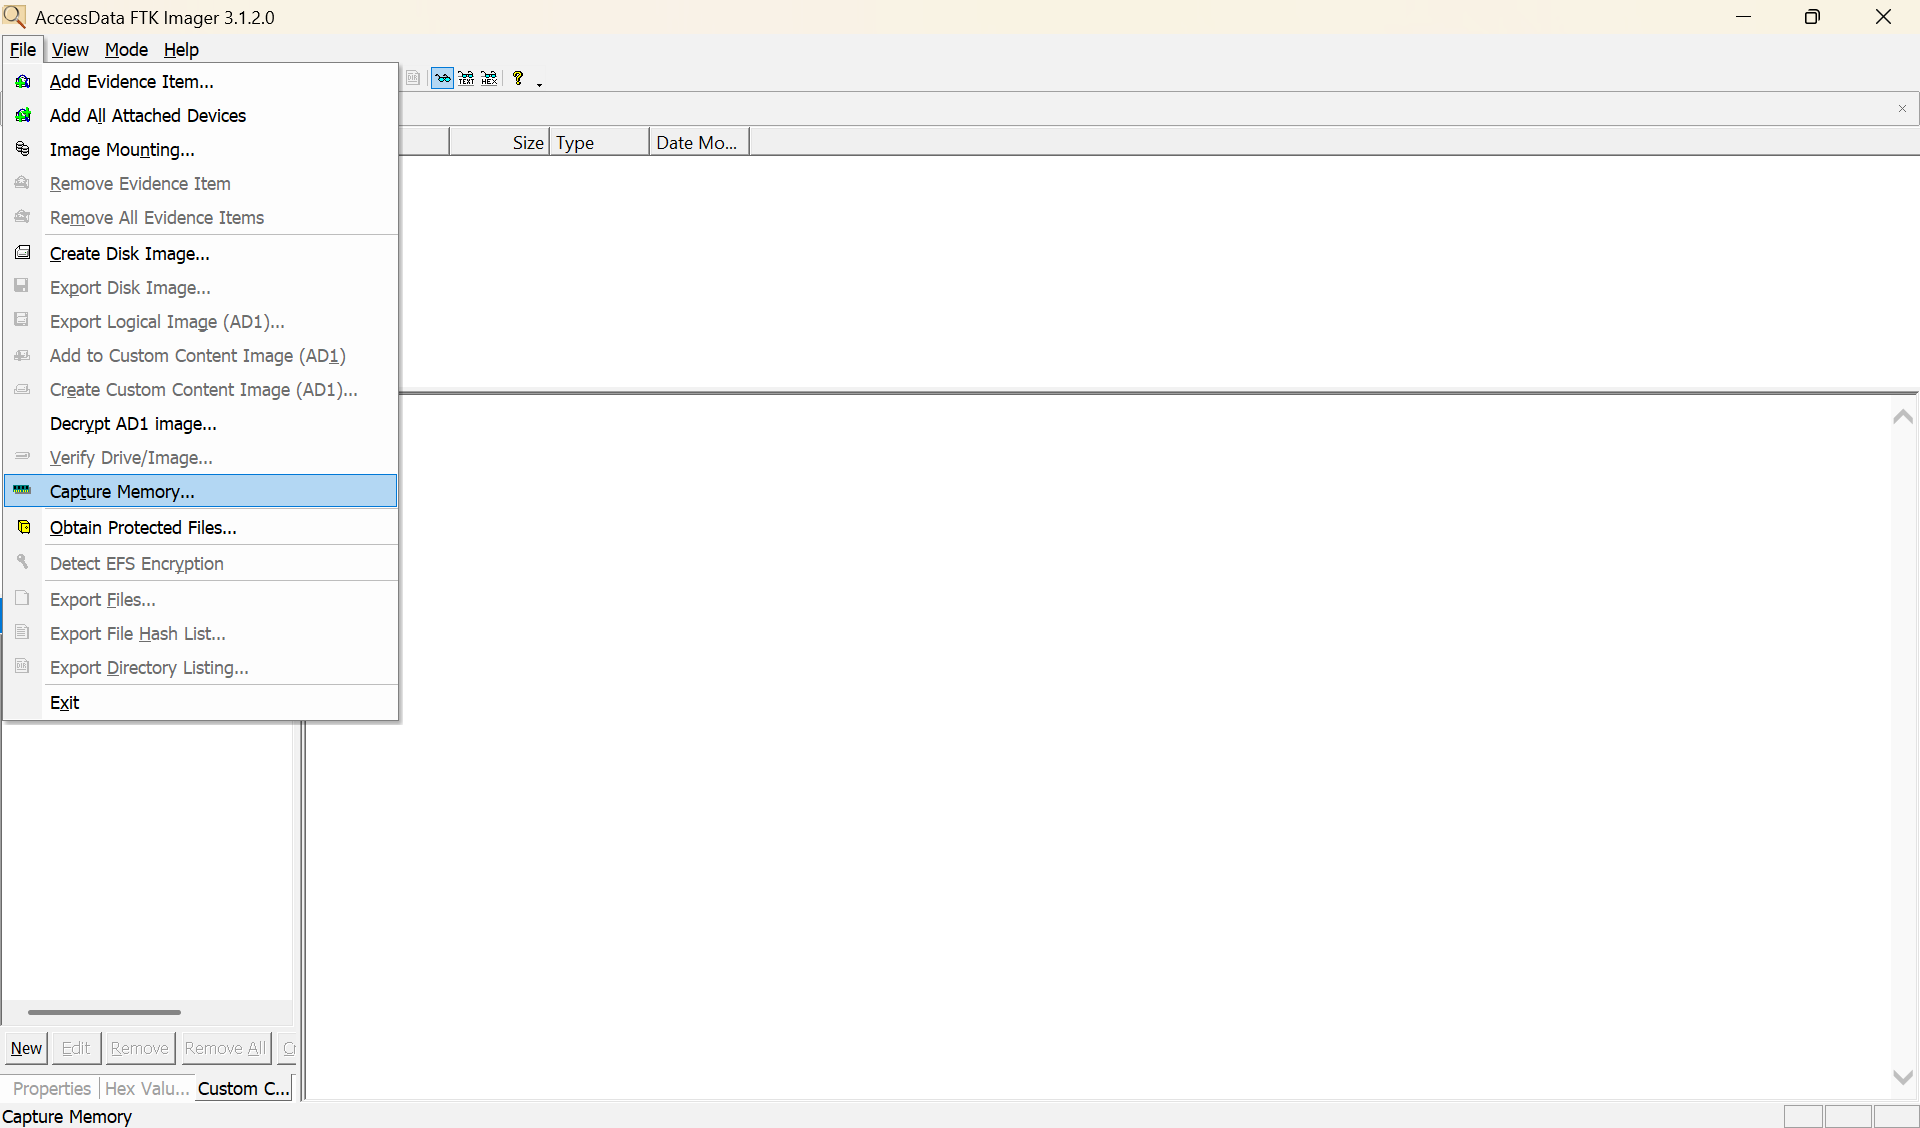 AccessData FTK Imager 3.1.2.0
File View Mode Help
Add Evidence Item...
Add All Attached Devices
Image Mounting...
Remove Evidence Item
Remove All Evidence Items
Create Disk Image...
Export Disk Image...
Export Logical Image (AD1)...
Add to Custom Content Image (AD1)
Create Custom Content Image (AD1)...
Decrypt AD1 image...
Verify Drive/Image...
Capture Memory...
Obtain Protected Files...
Detect EFS Encryption
Export Files...
Export File Hash List...
Export Directory Listing...
Exit
DIR TEXT HEX ?
Size Type Date Mo...
New Edit Remove Remove All
Properties Hex Valu... Custom C...
Capture Memory